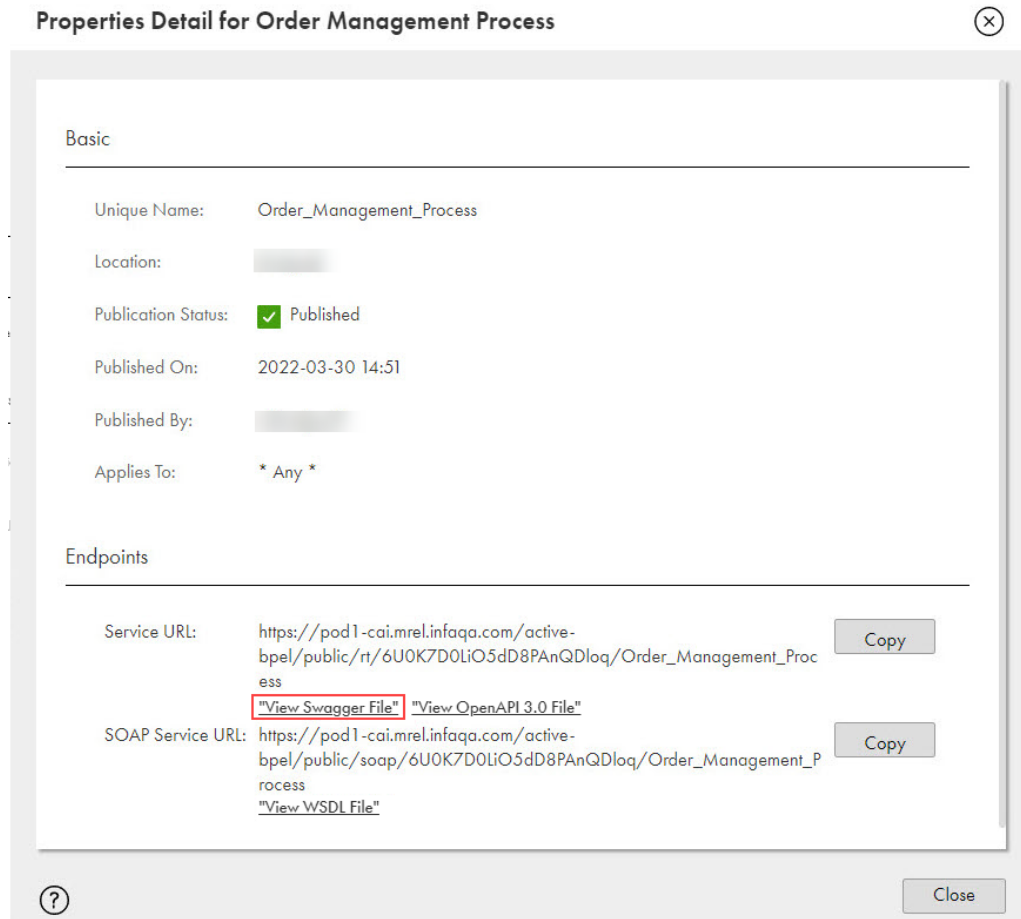 Properties Detail for Order Management Process
Basic
Unique Name: Order_Management_Process
Location:
Publication Status: Published
Published On: 2022-03-30 14:51
Published By:
Applies To: * Any *
Endpoints
Service URL: https://pod1-cai.mrel.infaqa.com/active-
bpel/public/rt/6U0K7D0LiO5dD8PAnQDloq/Order_Management_Proc
ess
Copy
"View Swagger File" "View OpenAPI 3.0 File"
SOAP Service URL: https://pod1-cai.mrel.infaqa.com/active-
bpel/public/soap/6U0K7D0LiO5dD8PAnQDloq/Order_Management_P
rocess
Copy
"View WSDL File"
?
Close